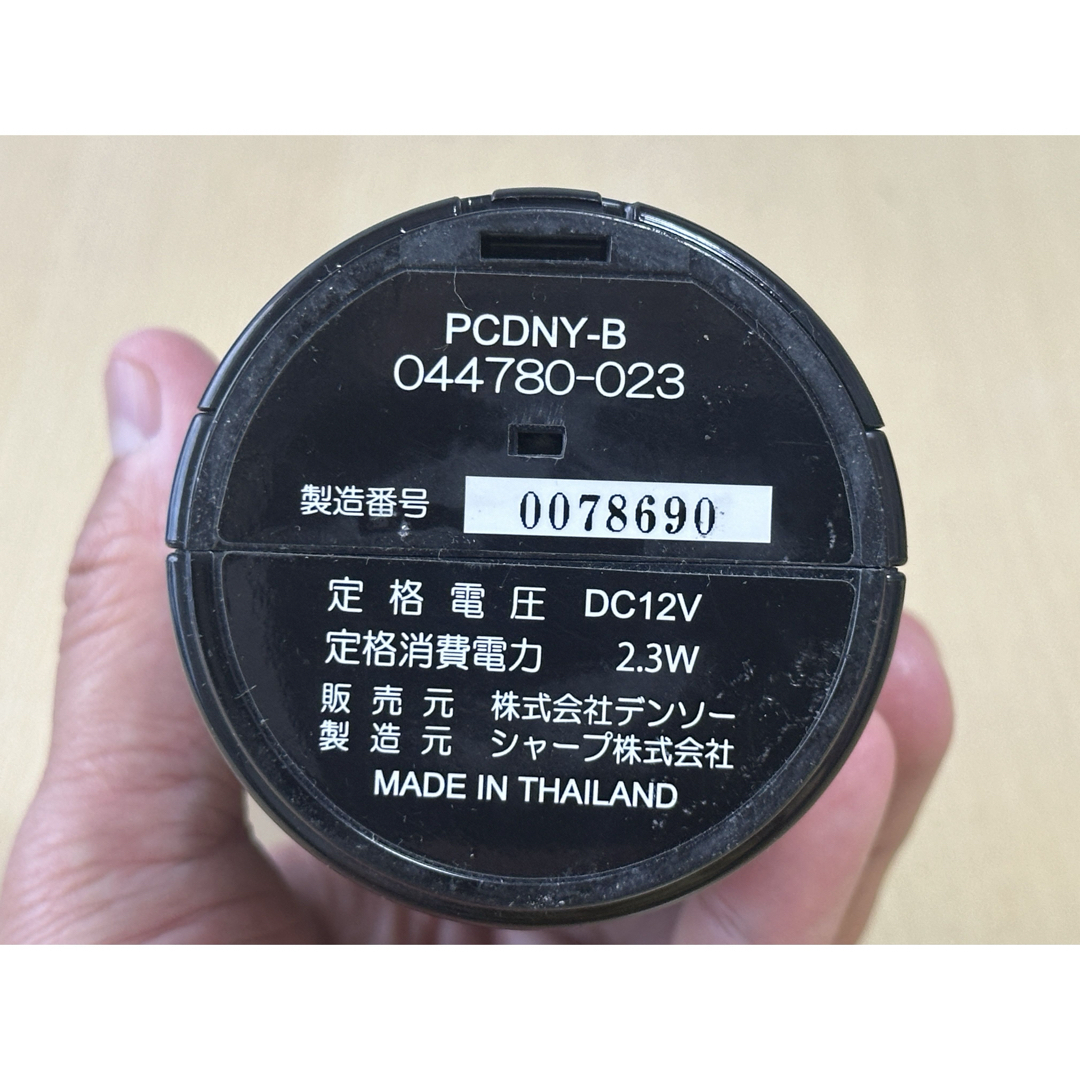 PCDNY-B
044780-023
製造番号 0078690
定格電圧 DC12V
定格消費電力 2.3W
販売元 株式会社デンソー
製造元 シャープ株式会社
MADE IN THAILAND